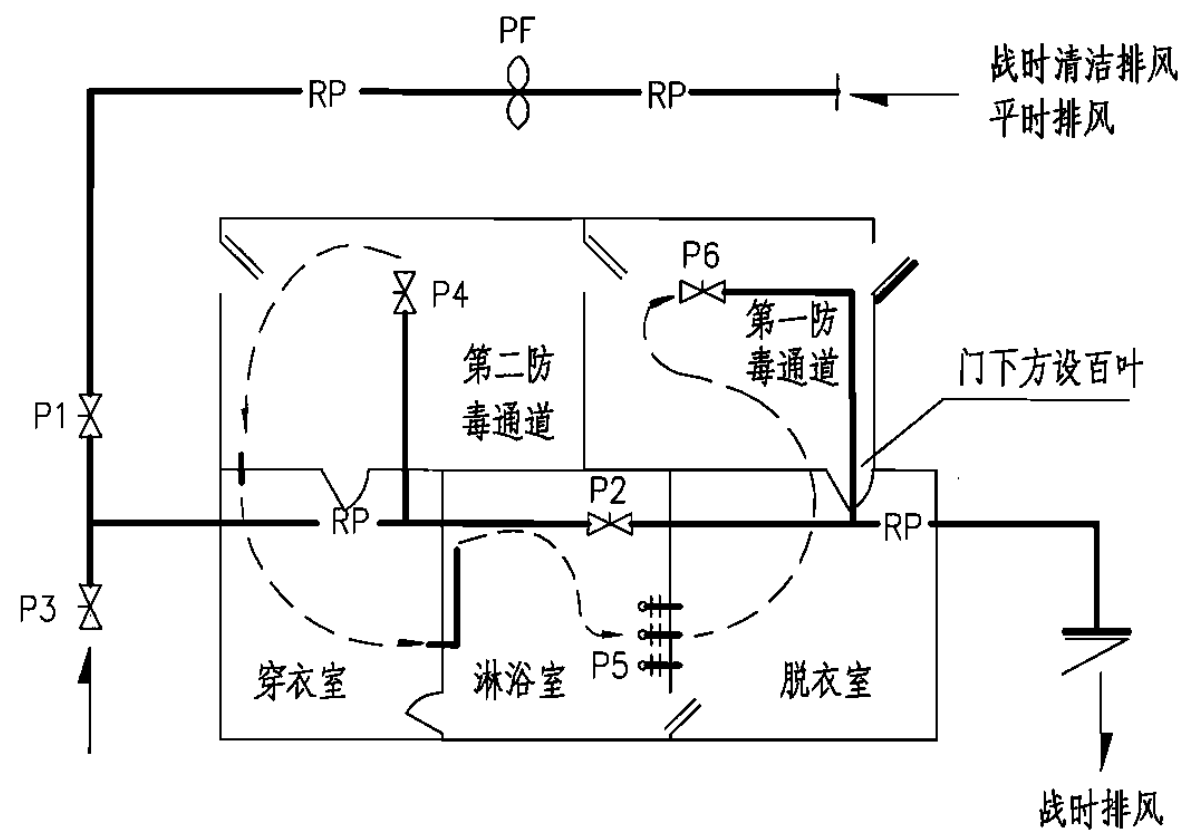 PF
RP
RP
战时清洁排风
平时排风
P6
P4
第一防
毒通道
第二防
毒通道
门下方设百叶
P1
P2
RP
RP
P3
P5
穿衣室
淋浴室
脱衣室
战时排风